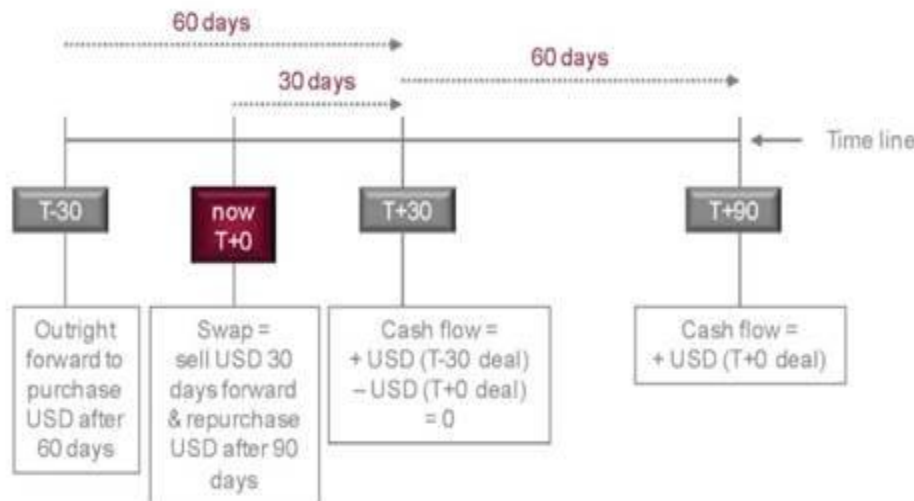 60 days
60 days
30 days
Time line
T-30
now
T+0
T+30
T+90
Outright
forward to
purchase
USD after
60 days
Swap =
sell USD 30
days forward
& repurchase
USD after 90
days
Cash flow =
+ USD (T-30 deal)
– USD (T+0 deal)
= 0
Cash flow =
+ USD (T+0 deal)